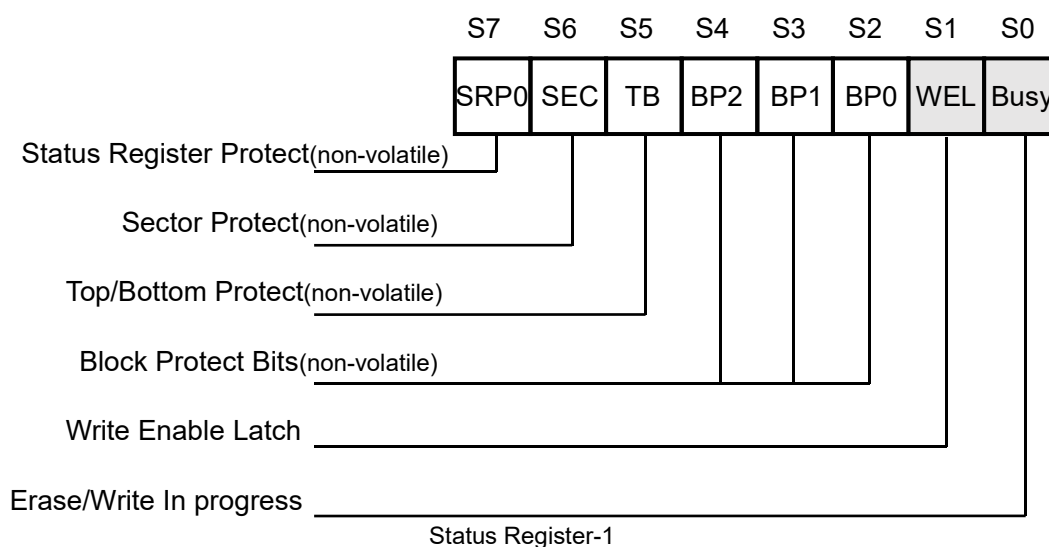 S7 S6 S5 S4 S3 S2 S1 S0
SRP0 SEC TB BP2 BP1 BP0 WEL Busy
Status Register Protect(non-volatile)
Sector Protect(non-volatile)
Top/Bottom Protect(non-volatile)
Block Protect Bits(non-volatile)
Write Enable Latch
Erase/Write In progress
Status Register-1